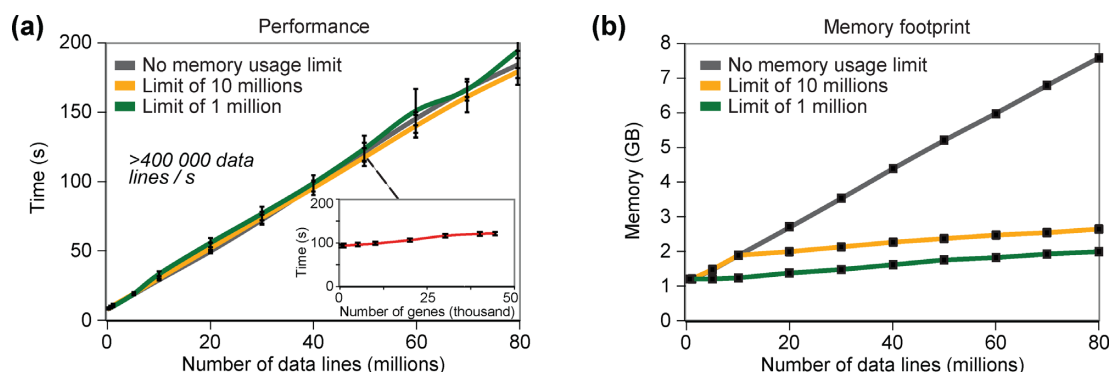 (a)
Performance
200
150
100
50
0
Time (s)
No memory usage limit
Limit of 10 millions
Limit of 1 million
>400 000 data
lines / s
200
100
0
Time (s)
0
25
50
Number of genes (thousand)
0
20
40
60
80
Number of data lines (millions)
(b)
Memory footprint
8
7
6
5
4
3
2
1
0
Memory (GB)
No memory usage limit
Limit of 10 millions
Limit of 1 million
0
20
40
60
80
Number of data lines (millions)